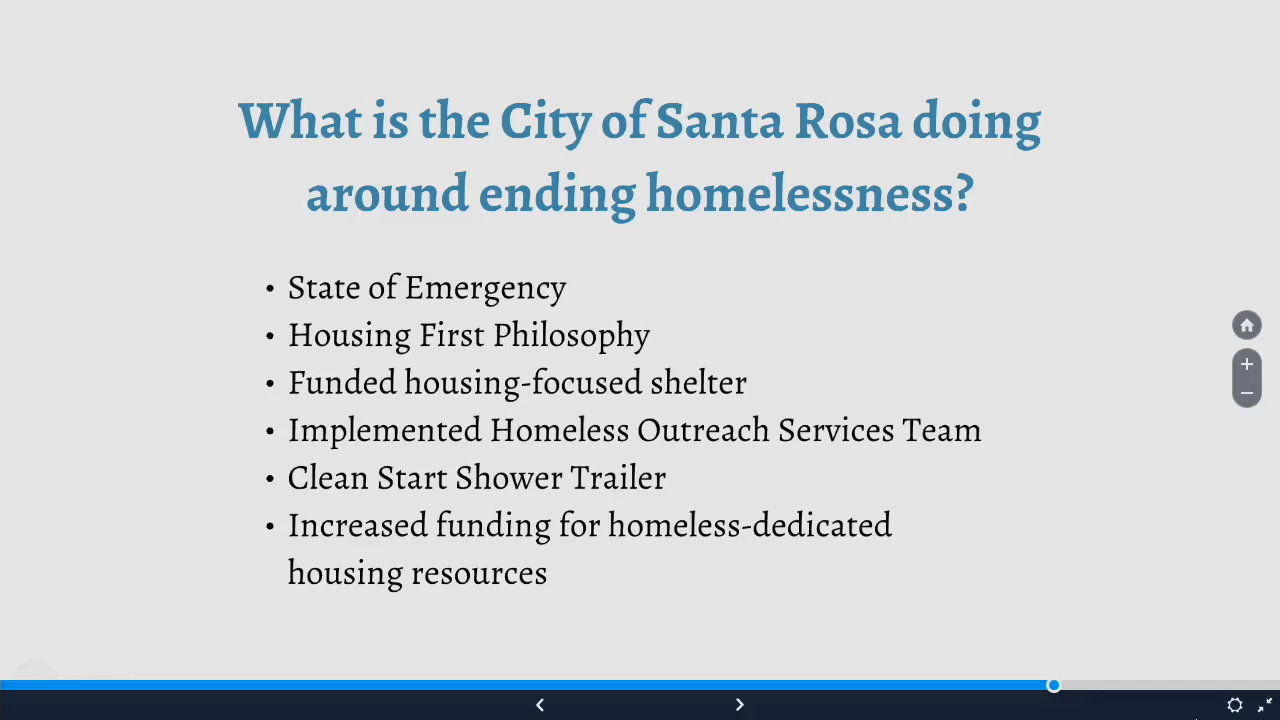 What is the City of Santa Rosa doing
around ending homelessness?
• State of Emergency
• Housing First Philosophy
• Funded housing-focused shelter
• Implemented Homeless Outreach Services Team
• Clean Start Shower Trailer
• Increased funding for homeless-dedicated
housing resources